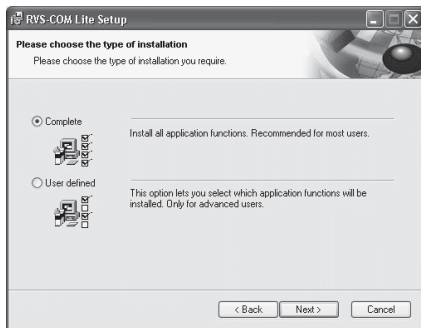 RVS-COM Lite Setup
Please choose the type of installation
Please choose the type of installation you require.
Complete
Install all application functions. Recommended for most users.
User defined
This option lets you select which application functions will be
installed. Only for advanced users.
< Back
Next >
Cancel